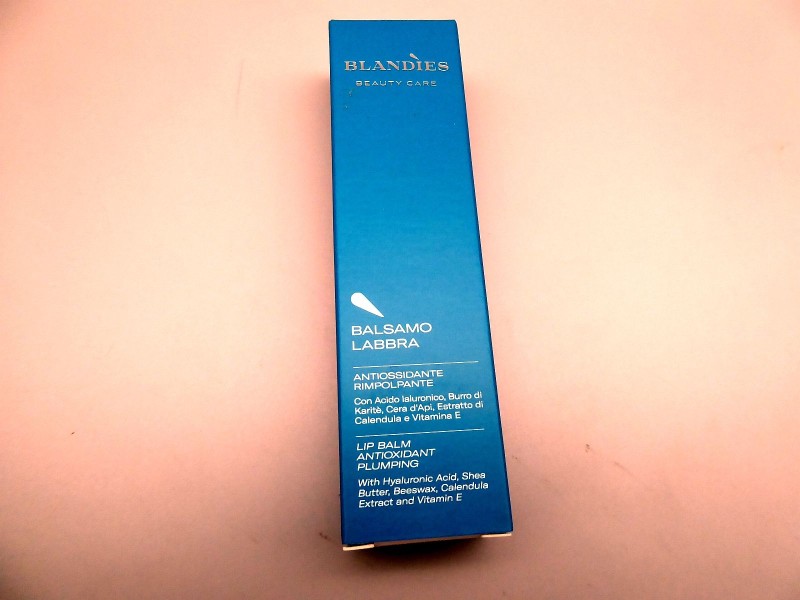 BLANDÌES
BEAUTY CARE
BALSAMO
LABBRA
ANTIOSSIDANTE
RIMPOLPANTE
Con Acido Ialuronico, Burro di
Karitè, Cera d'Api, Estratto di
Calendula e Vitamina E
LIP BALM
ANTIOXIDANT
PLUMPING
With Hyaluronic Acid, Shea
Butter, Beeswax, Calendula
Extract and Vitamin E